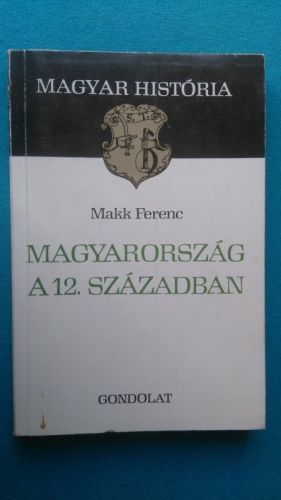 MAGYAR HISTÓRIA
Makk Ferenc
MAGYARORSZÁG
A 12. SZÁZADBAN
GONDOLAT